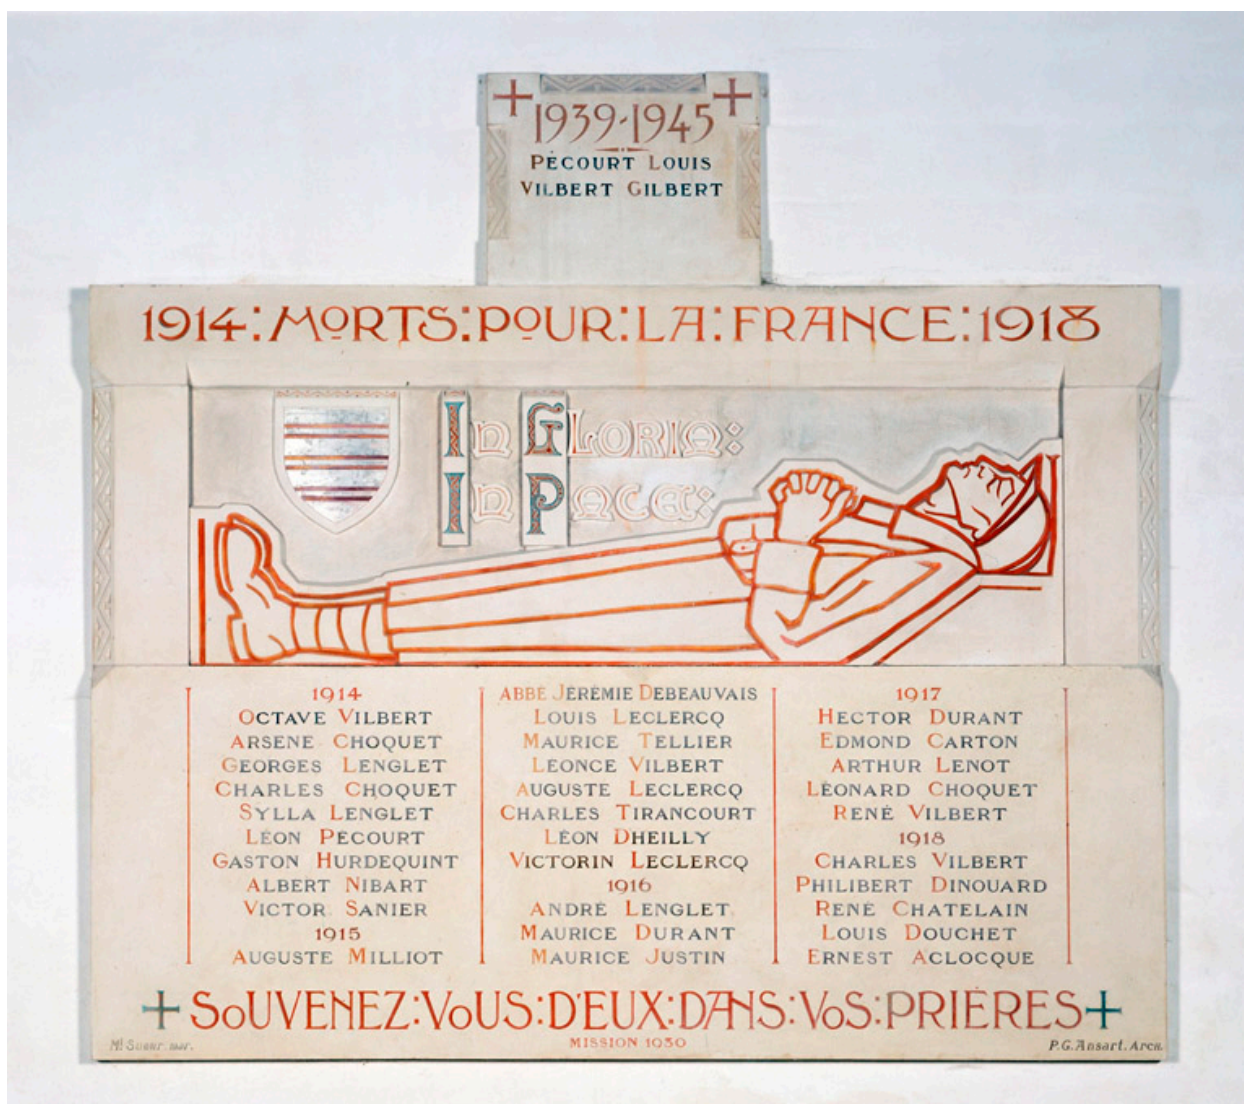 1939-1945
PÉCOURT LOUIS
VILBERT GILBERT
1914:MORTS:POUR:LA:FRANCE:1918
IN GLORIA:
IN PACE:
1914
OCTAVE VILBERT
ARSENE CHOQUET
GEORGES LENGLET
CHARLES CHOQUET
SYLLA LENGLET
LÉON PÉCOURT
GASTON HURDEQUINT
ALBERT NIBART
VICTOR SANIER
1915
AUGUSTE MILLIOT
ABBÉ JÉRÉMIE DEBEAUVAIS
LOUIS LECLERCQ
MAURICE TELLIER
LÉONCE VILBERT
AUGUSTE LECLERCQ
CHARLES TIRANCOURT
LÉON DHEILLY
VICTORIN LECLERCQ
1916
ANDRÉ LENGLET
MAURICE DURANT
MAURICE JUSTIN
1917
HECTOR DURANT
EDMOND CARTON
ARTHUR LENOT
LÉONARD CHOQUET
RENÉ VILBERT
1918
CHARLES VILBERT
PHILIBERT DINOUARD
RENÉ CHATELAIN
LOUIS DOUCHET
ERNEST ACLOCQUE
SOUVENEZ:VOUS:D'EUX:DANS:VOS:PRIÈRES
MISSION 1930
Ml Sueur. mar.
P.G. Ansart. Arch.